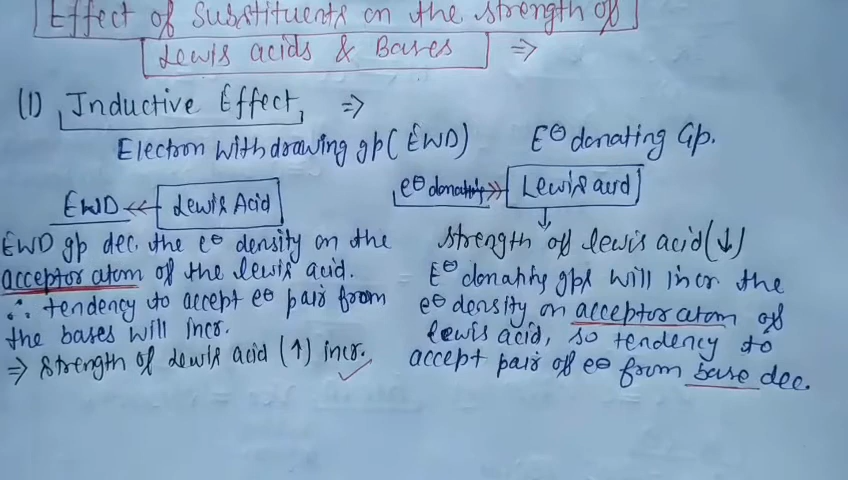 Effect of Substituents on the strength of
Lewis acids & Bases ⇒
(1) Inductive Effect, ⇒
Electron withdrawing gp (EWD) E⊖ donating Gp.
EWD ↞ Lewis Acid
EWD gp dec. the e⊖ density on the
acceptor atom of the lewis acid.
∴ tendency to accept e⊖ pair from
the bases will incr.
⇒ Strength of Lewis acid (↑) incr.
e⊖ donating ↠ Lewis acid
↓
strength of lewis acid (↓)
E⊖ donating gps will incr the
e⊖ density on acceptor atom of
lewis acid, so tendency to
accept pair of e⊖ from base dec.